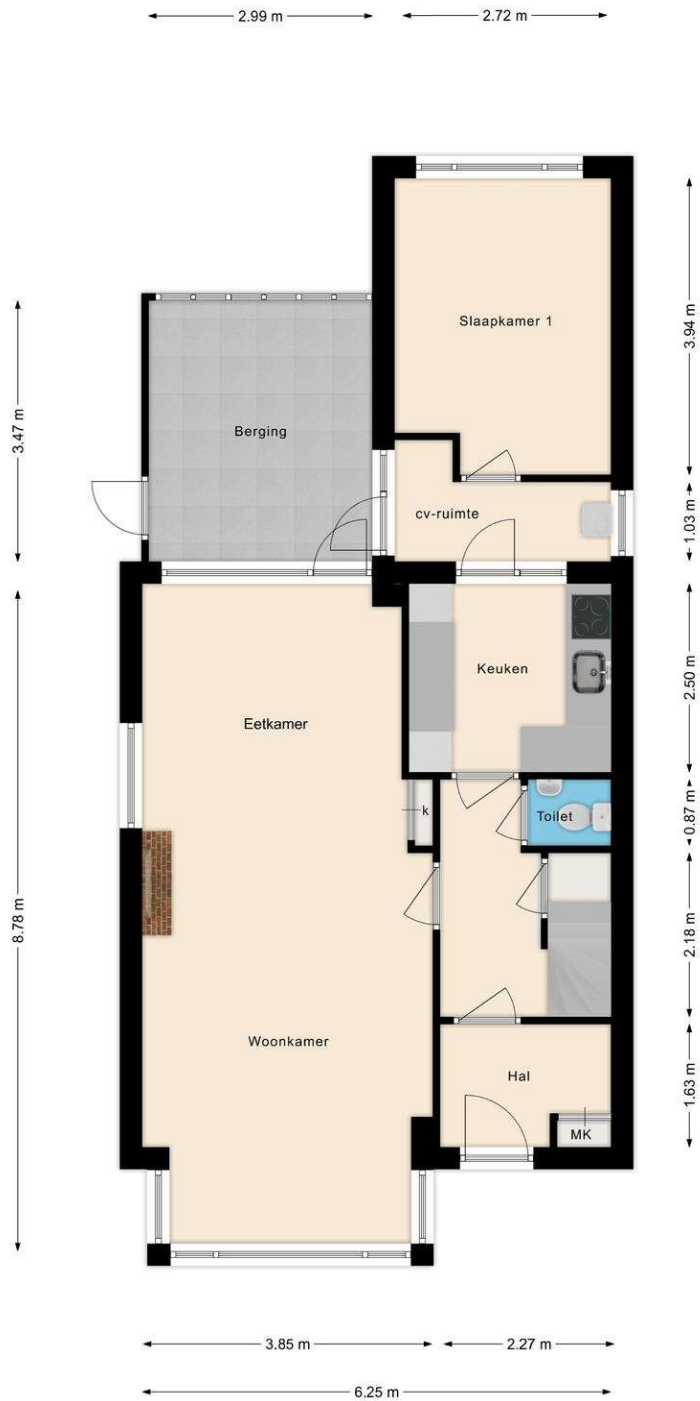 2.99 m
2.72 m
Slaapkamer 1
3.94 m
3.47 m
Berging
cv-ruimte
1.03 m
Keuken
2.50 m
Eetkamer
k
Toilet
0.87 m
8.78 m
2.18 m
Woonkamer
Hal
1.63 m
MK
3.85 m
2.27 m
6.25 m